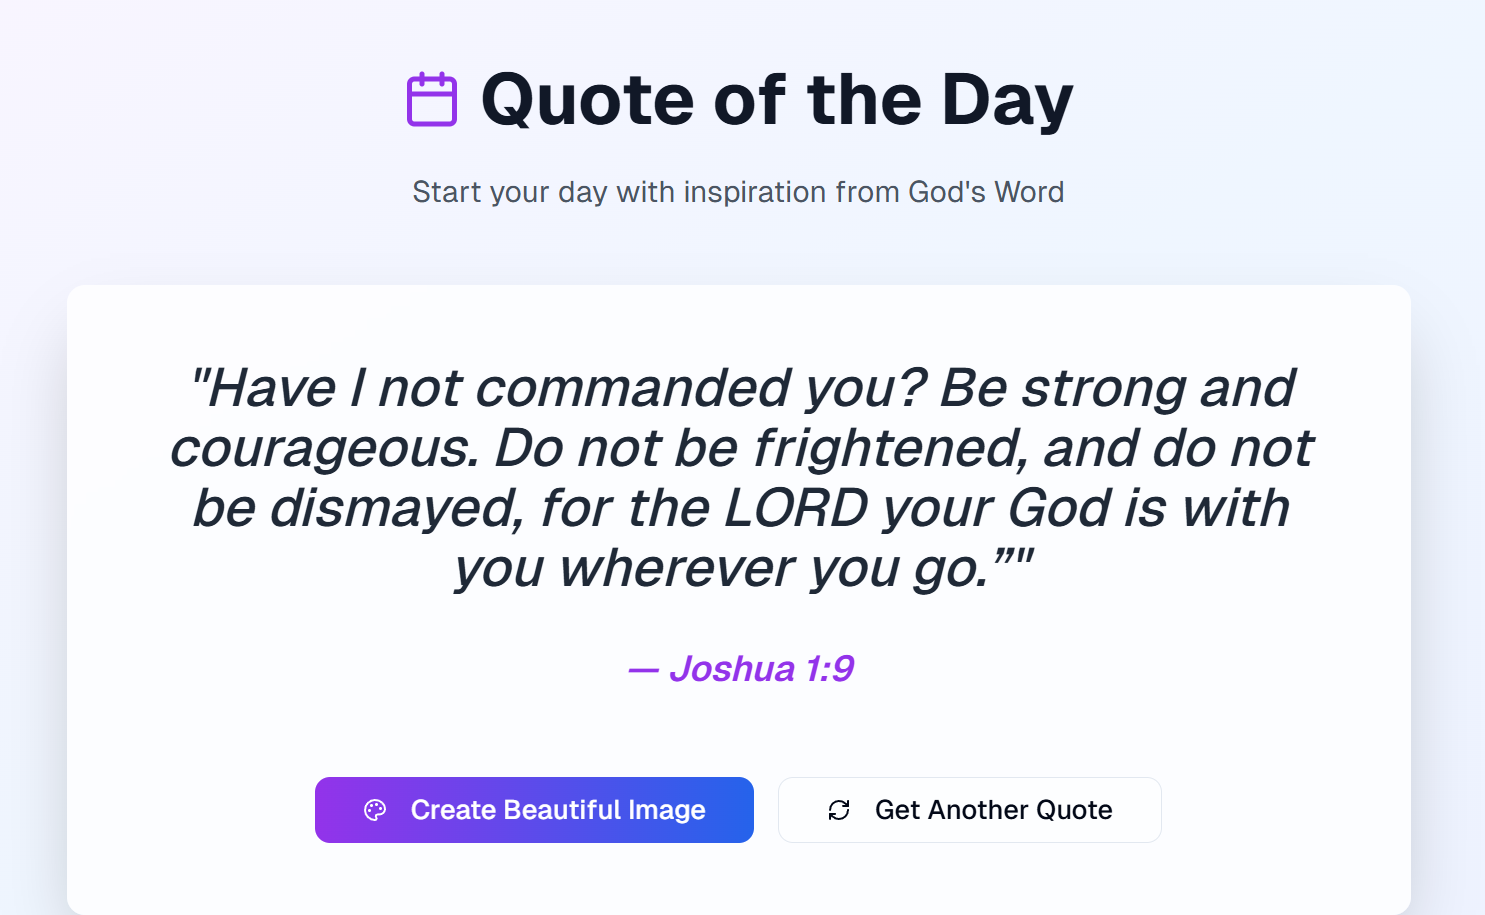 Quote of the Day
Start your day with inspiration from God's Word
"Have I not commanded you? Be strong and
courageous. Do not be frightened, and do not
be dismayed, for the LORD your God is with
you wherever you go.”"
— Joshua 1:9
Create Beautiful Image
Get Another Quote